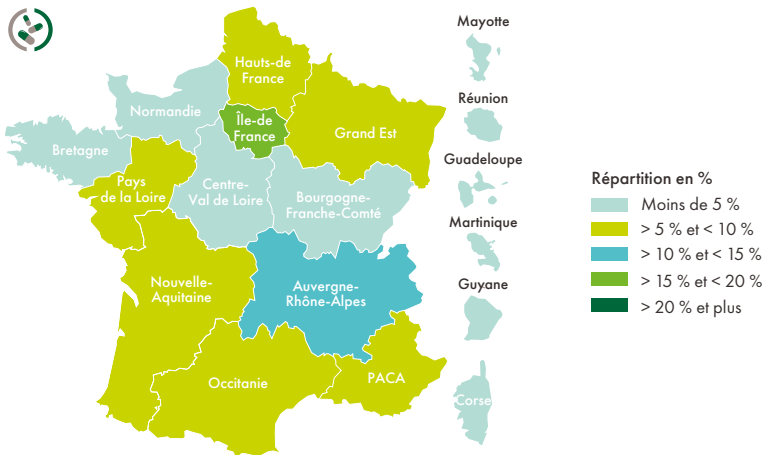 Mayotte
Hauts-de
France
Réunion
Normandie
Île-de
France
Grand Est
Bretagne
Guadeloupe
Pays
de la Loire
Centre-
Val de Loire
Bourgogne-
Franche-Comté
Martinique
Guyane
Nouvelle-
Aquitaine
Auvergne-
Rhône-Alpes
Occitanie
PACA
Corse
Répartition en %
Moins de 5 %
> 5 % et < 10 %
> 10 % et < 15 %
> 15 % et < 20 %
> 20 % et plus